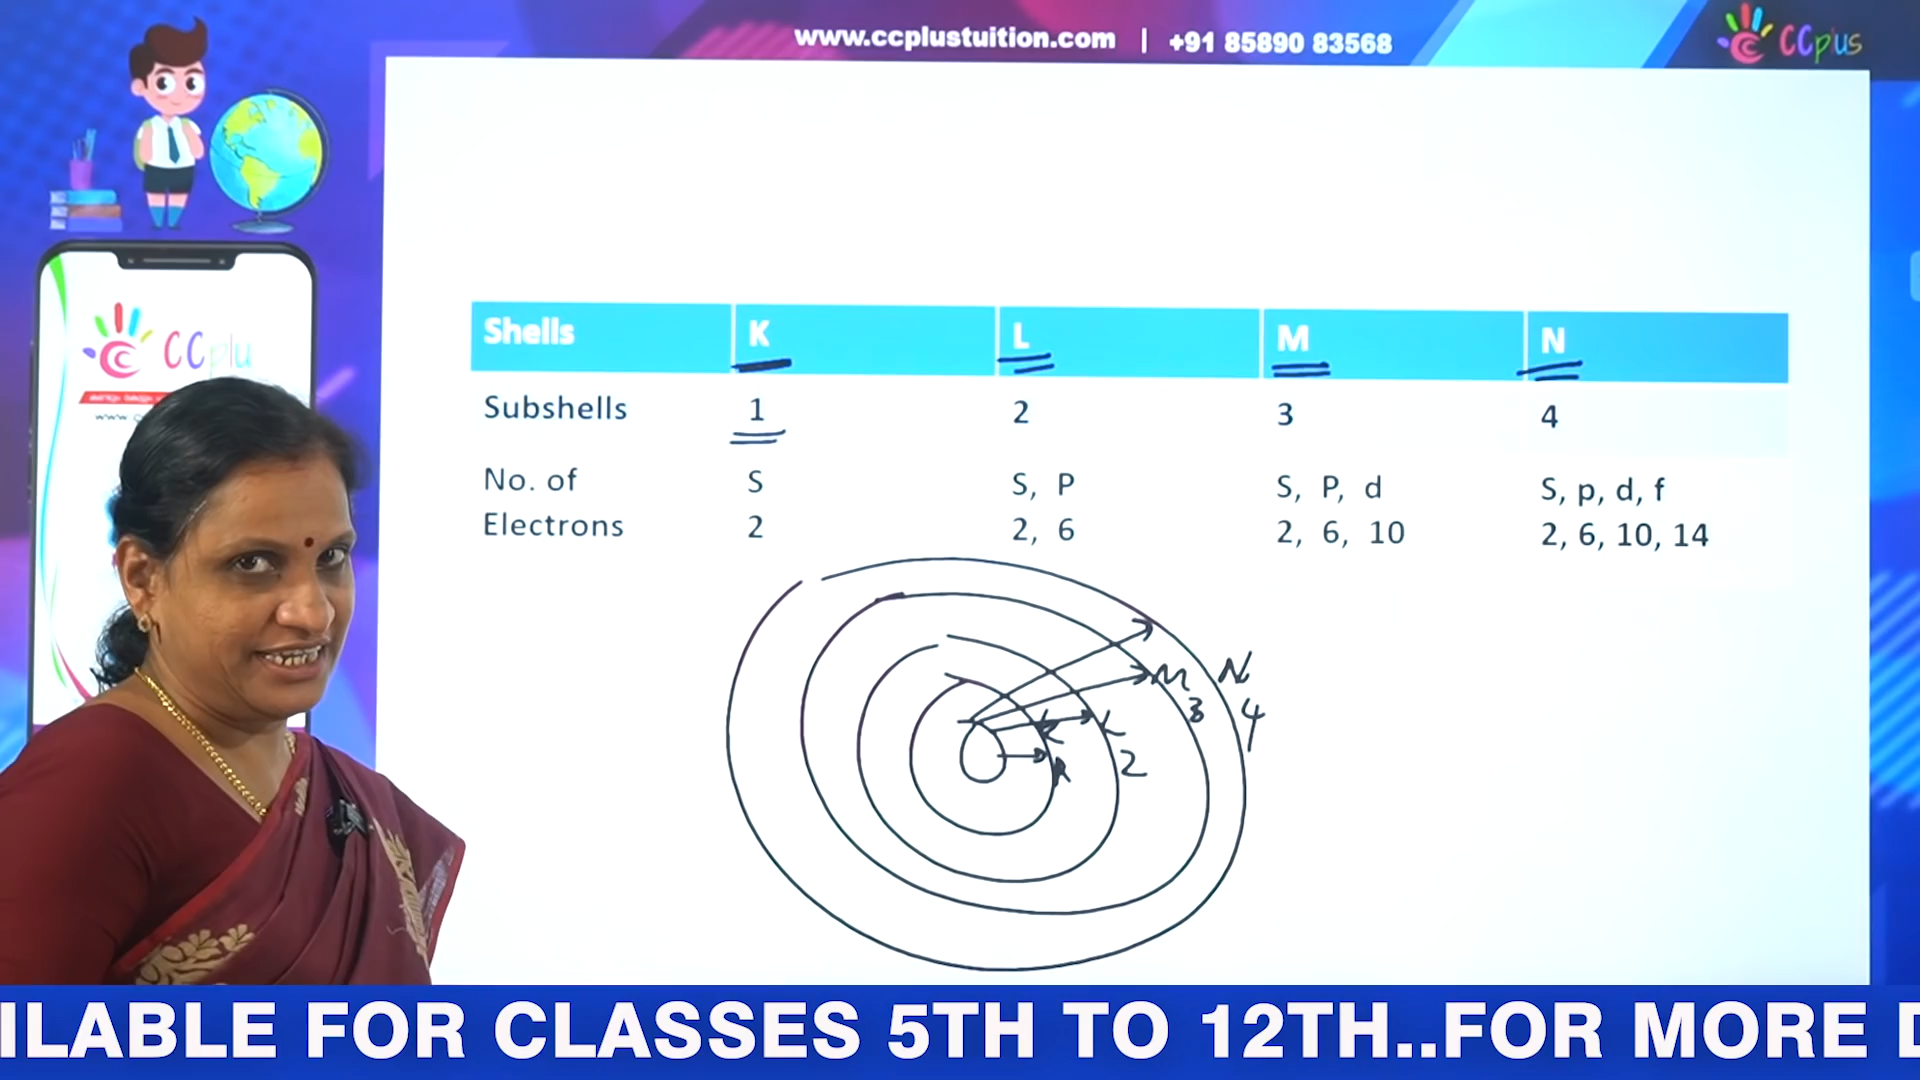 www.ccplustuition.com | +91 85890 83568
CCplus
CCplu
Shells K L M N
Subshells 1 2 3 4
No. of S S, P S, P, d S, p, d, f
Electrons 2 2, 6 2, 6, 10 2, 6, 10, 14
N
M
3 4
K L
2
ILABLE FOR CLASSES 5TH TO 12TH..FOR MORE D